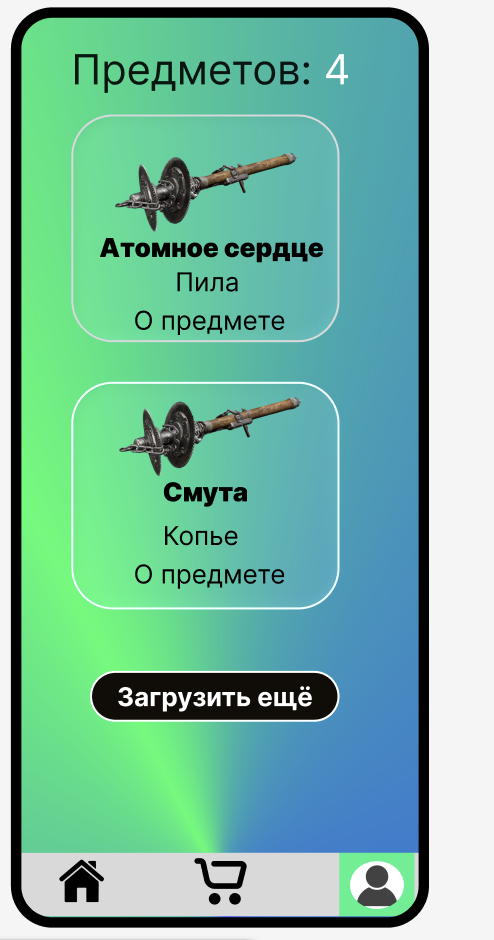 Предметов: 4
Атомное сердце
Пила
О предмете
Смута
Копье
О предмете
Загрузить ещё